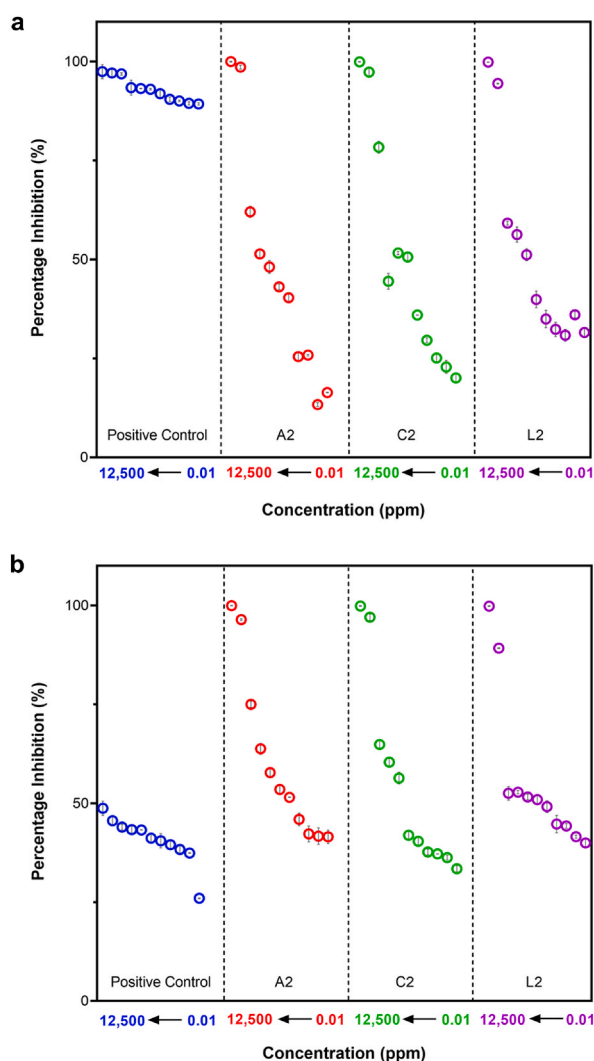 a
Percentage Inhibition (%)
100
50
0
Positive Control
A2
C2
L2
12,500 ← 0.01
12,500 ← 0.01
12,500 ← 0.01
12,500 ← 0.01
Concentration (ppm)
b
Percentage Inhibition (%)
100
50
0
Positive Control
A2
C2
L2
12,500 ← 0.01
12,500 ← 0.01
12,500 ← 0.01
12,500 ← 0.01
Concentration (ppm)